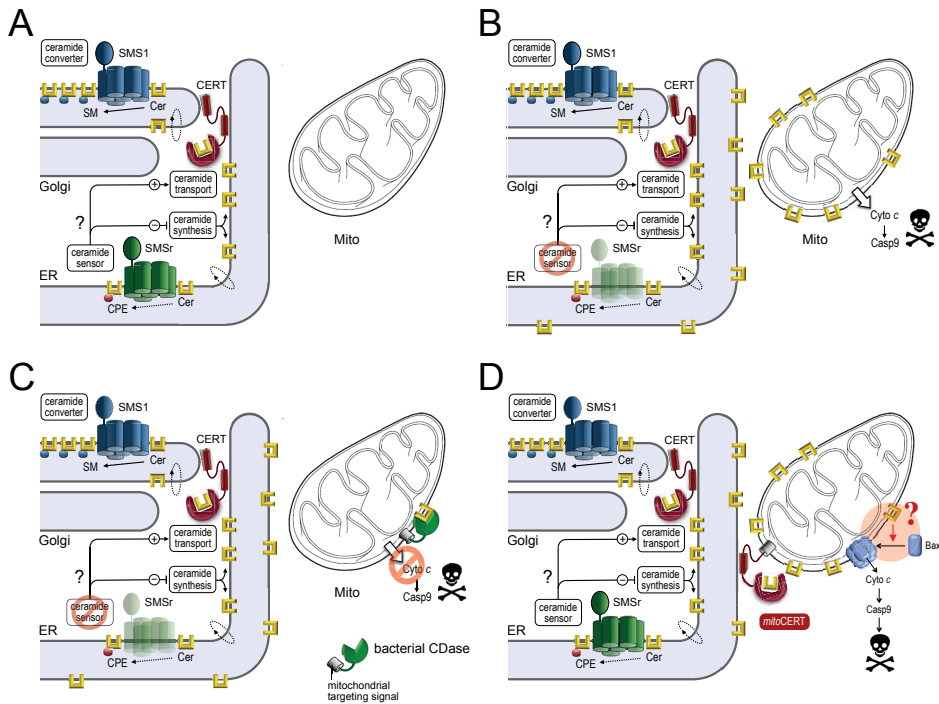 A
ceramide
converter
SMS1
CERT
SM
Cer
Golgi
+
ceramide
transport
?
−
ceramide
synthesis
ceramide
sensor
SMSr
ER
CPE
Cer
Mito
B
ceramide
converter
SMS1
CERT
SM
Cer
Golgi
+
ceramide
transport
?
−
ceramide
synthesis
ceramide
sensor
SMSr
ER
CPE
Cer
Mito
Cyto c
Casp9
C
ceramide
converter
SMS1
CERT
SM
Cer
Golgi
+
ceramide
transport
?
−
ceramide
synthesis
ceramide
sensor
SMSr
ER
CPE
Cer
Mito
Cyto c
Casp9
bacterial CDase
mitochondrial
targeting signal
D
ceramide
converter
SMS1
CERT
SM
Cer
Golgi
+
ceramide
transport
?
−
ceramide
synthesis
ceramide
sensor
SMSr
ER
CPE
Cer
mitoCERT
?
Bax
Cyto c
Casp9